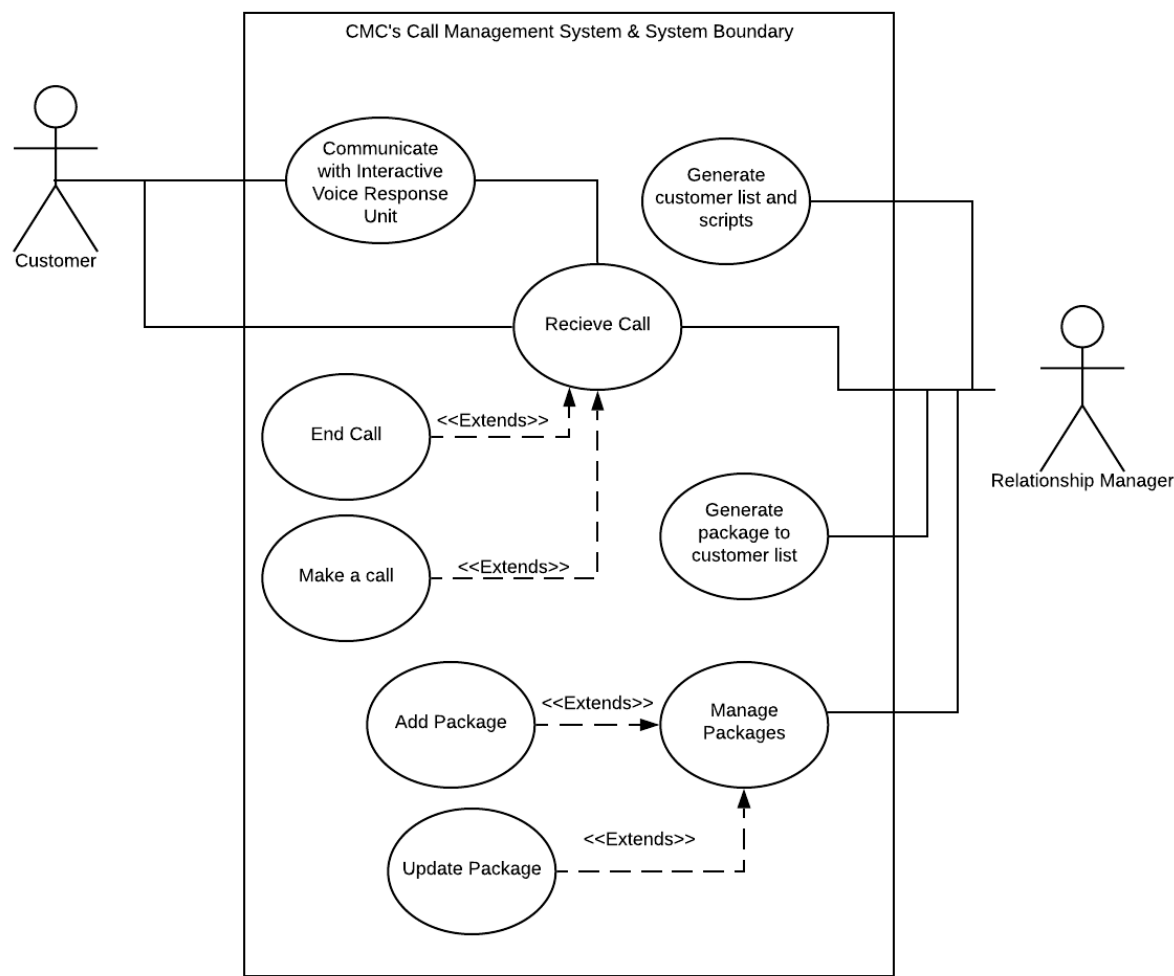 CMC's Call Management System & System Boundary
Communicate
with Interactive
Voice Response
Unit
Generate
customer list and
scripts
Customer
Recieve Call
End Call
<<Extends>>
Relationship Manager
Generate
package to
customer list
Make a call
<<Extends>>
Add Package
<<Extends>>
Manage
Packages
Update Package
<<Extends>>